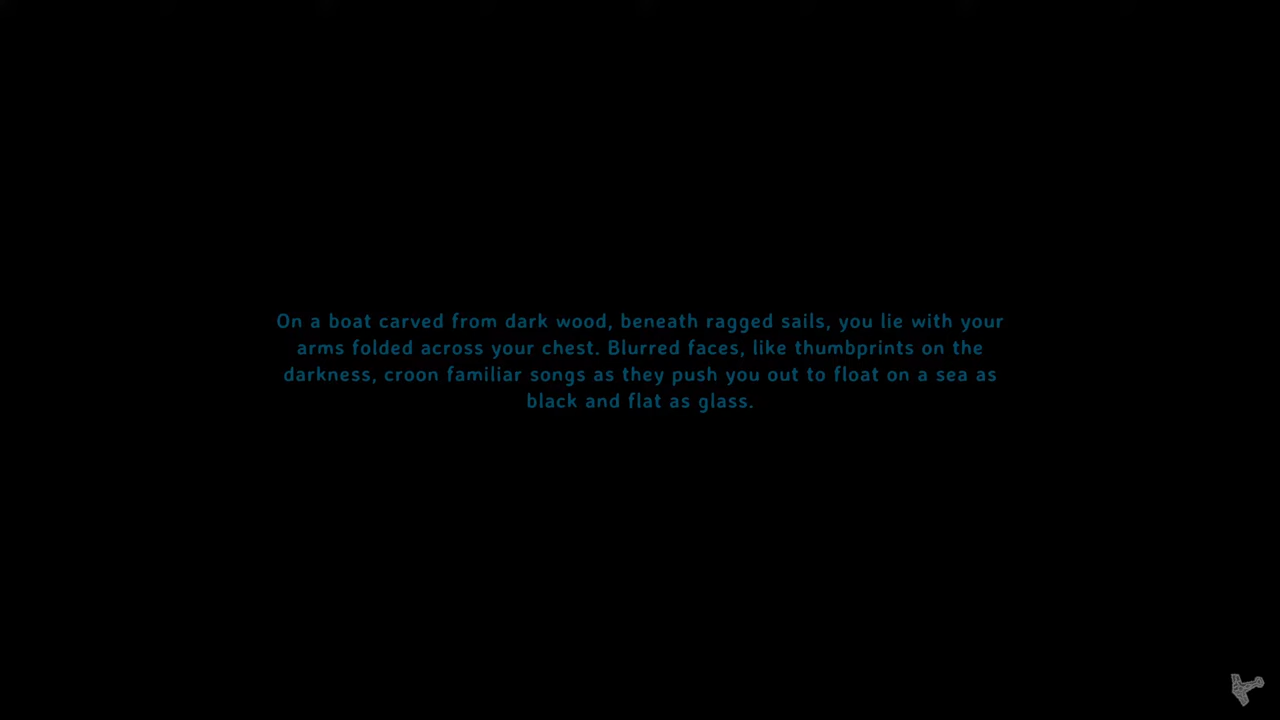 On a boat carved from dark wood, beneath ragged sails, you lie with your
arms folded across your chest. Blurred faces, like thumbprints on the
darkness, croon familiar songs as they push you out to float on a sea as
black and flat as glass.